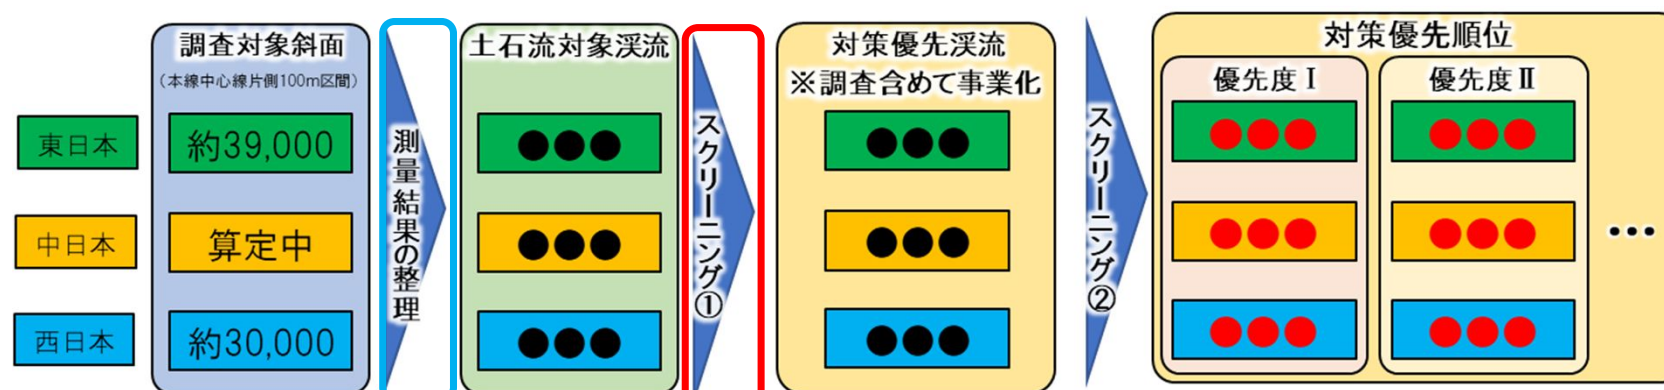 調査対象斜面
（本線中心線片側100m区間）
東日本
約39,000
中日本
算定中
西日本
約30,000
測量結果の整理
土石流対象渓流
●●●
●●●
●●●
スクリーニング①
対策優先渓流
※調査含めて事業化
●●●
●●●
●●●
スクリーニング②
対策優先順位
優先度Ⅰ
●●●
●●●
●●●
優先度Ⅱ
●●●
●●●
●●●
…